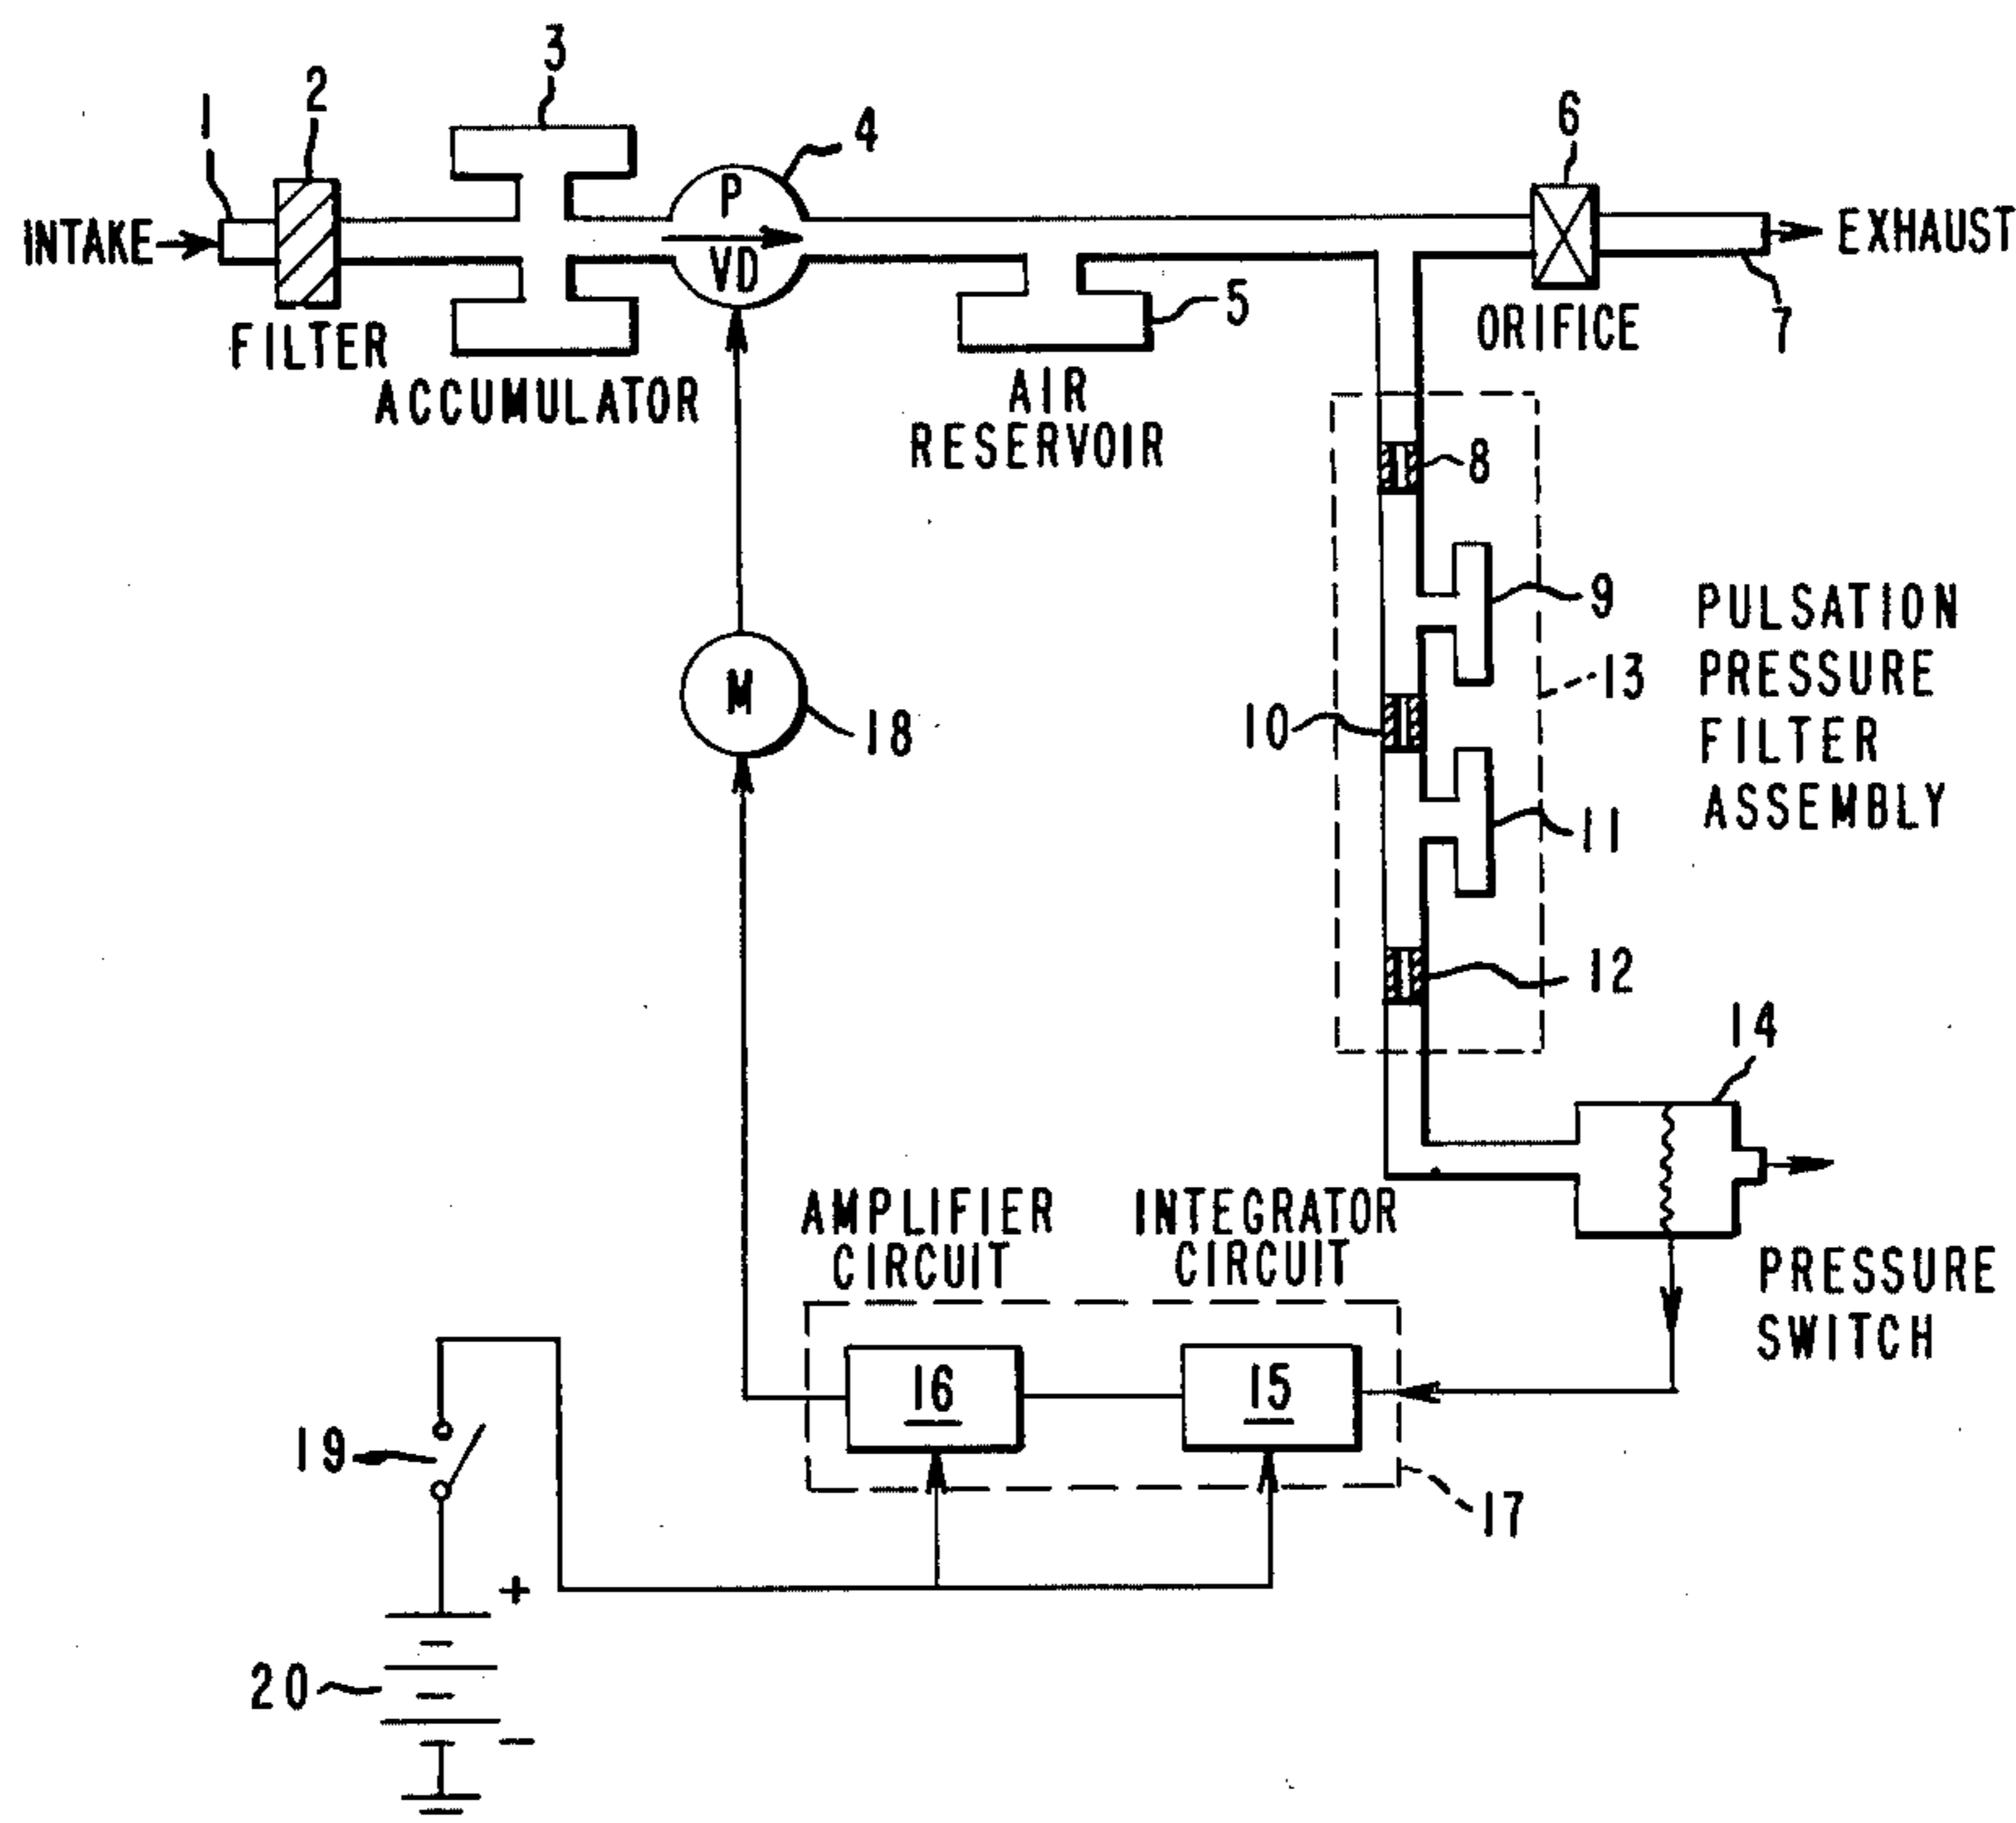 3
2
1
4
6
P
INTAKE
EXHAUST
VD
5
7
FILTER
ORIFICE
ACCUMULATOR
AIR
RESERVOIR
8
9
PULSATION
PRESSURE
FILTER
ASSEMBLY
13
M
18
10
11
12
14
AMPLIFIER
CIRCUIT
INTEGRATOR
CIRCUIT
PRESSURE
SWITCH
16
15
19
17
+
20
−